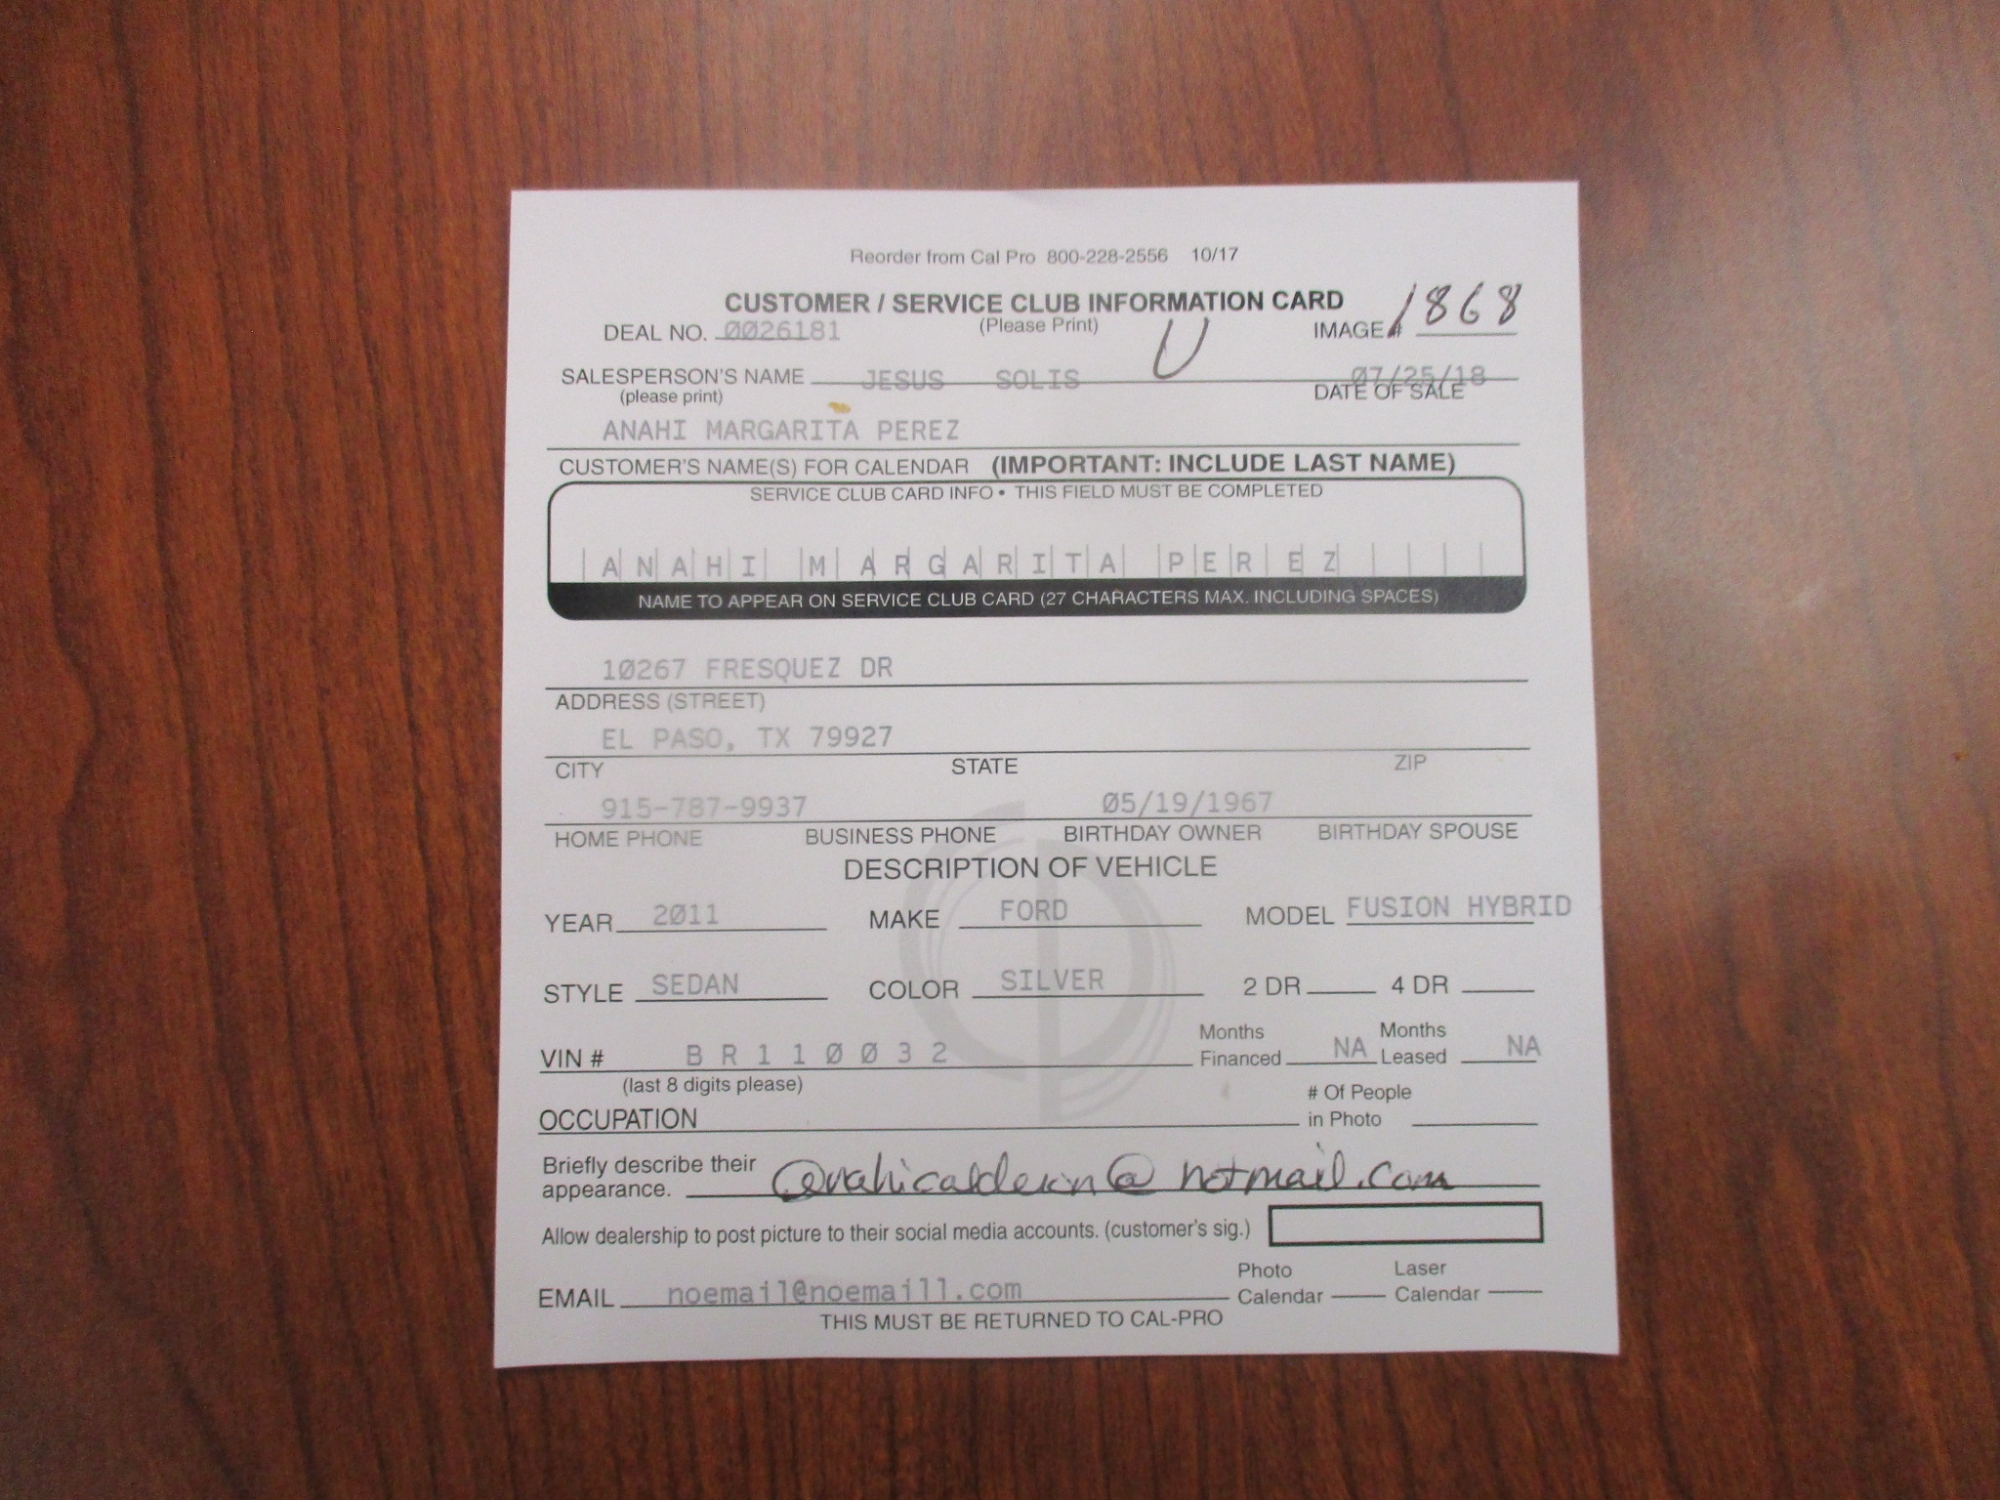 Reorder from Cal Pro 800-228-2556 10/17
CUSTOMER / SERVICE CLUB INFORMATION CARD
(Please Print)
DEAL NO. 0026181
U
IMAGE# 1868
SALESPERSON'S NAME JESUS SOLIS 07/25/18
(please print) DATE OF SALE
ANAHI MARGARITA PEREZ
CUSTOMER'S NAME(S) FOR CALENDAR (IMPORTANT: INCLUDE LAST NAME)
SERVICE CLUB CARD INFO • THIS FIELD MUST BE COMPLETED
ANAHI MARGARITA PEREZ
NAME TO APPEAR ON SERVICE CLUB CARD (27 CHARACTERS MAX. INCLUDING SPACES)
10267 FRESQUEZ DR
ADDRESS (STREET)
EL PASO, TX 79927
CITY STATE ZIP
915-787-9937 05/19/1967
HOME PHONE BUSINESS PHONE BIRTHDAY OWNER BIRTHDAY SPOUSE
DESCRIPTION OF VEHICLE
YEAR 2011 MAKE FORD MODEL FUSION HYBRID
STYLE SEDAN COLOR SILVER 2 DR 4 DR
VIN # BR110032 Months Financed NA Months Leased NA
(last 8 digits please)
OCCUPATION # Of People in Photo
Briefly describe their appearance. @hotmail.com
Allow dealership to post picture to their social media accounts. (customer's sig.)
EMAIL noemail@noemaill.com Photo Calendar Laser Calendar
THIS MUST BE RETURNED TO CAL-PRO